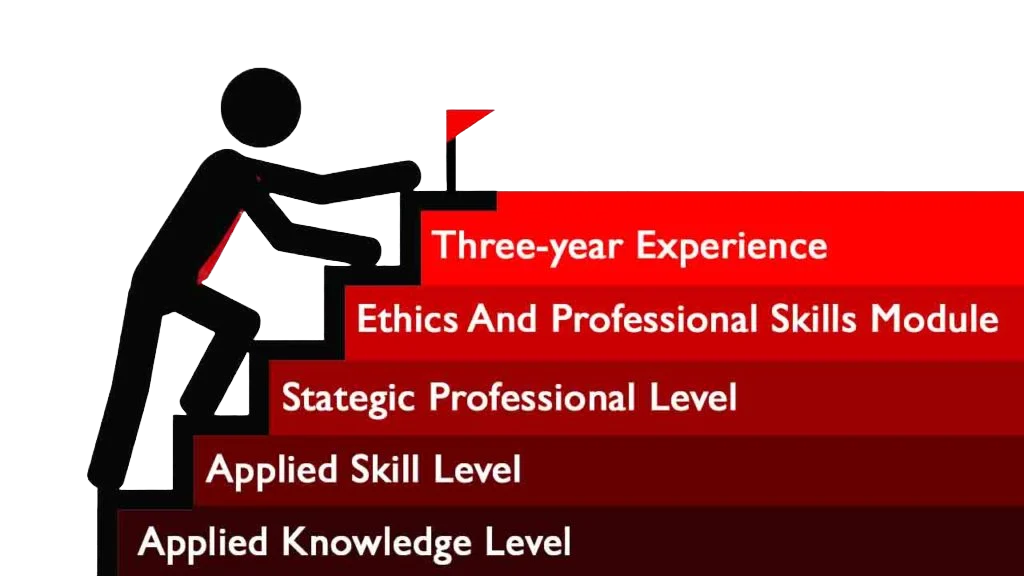 Three-year Experience
Ethics And Professional Skills Module
Stategic Professional Level
Applied Skill Level
Applied Knowledge Level